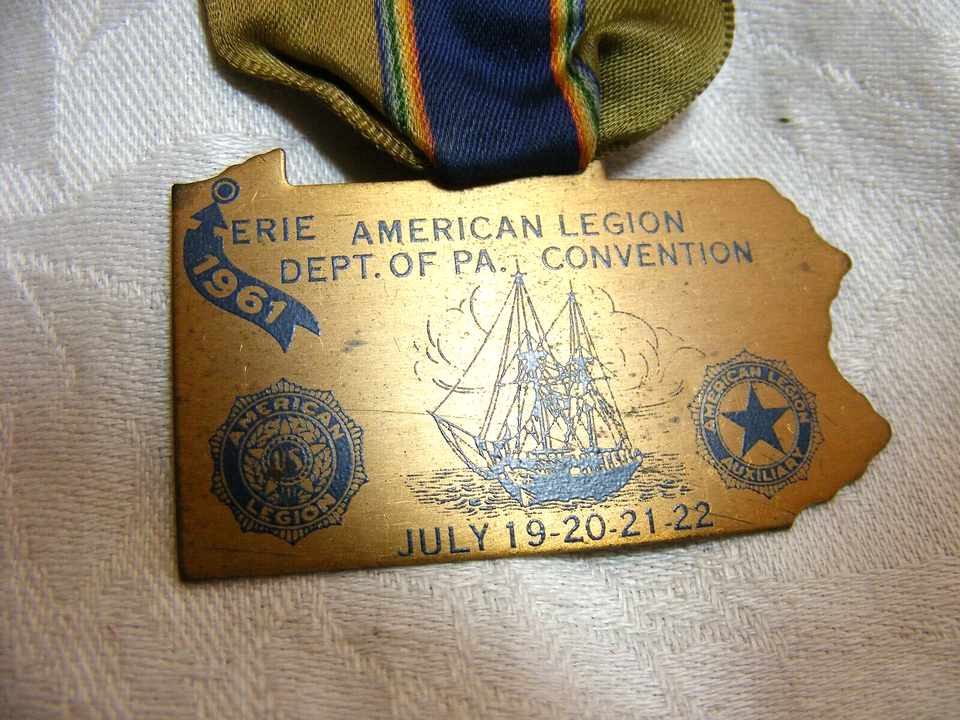 ERIE AMERICAN LEGION
DEPT. OF PA. CONVENTION
1961
AMERICAN LEGION
US
AMERICAN LEGION
AUXILIARY
JULY 19-20-21-22